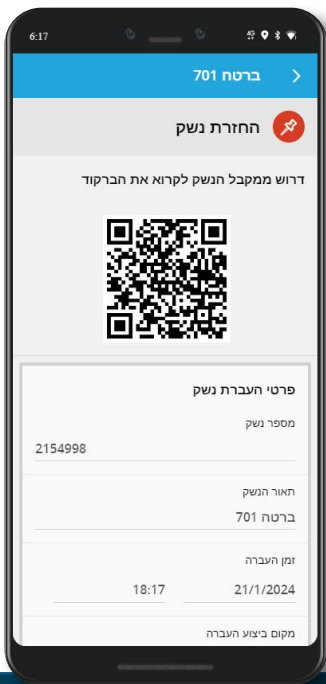 6:17
ברטה 701
החזרת נשק
דרוש ממקבל הנשק לקרוא את הברקוד
פרטי העברת נשק
מספר נשק
2154998
תאור הנשק
ברטה 701
זמן העברה
21/1/2024 18:17
מקום ביצוע העברה